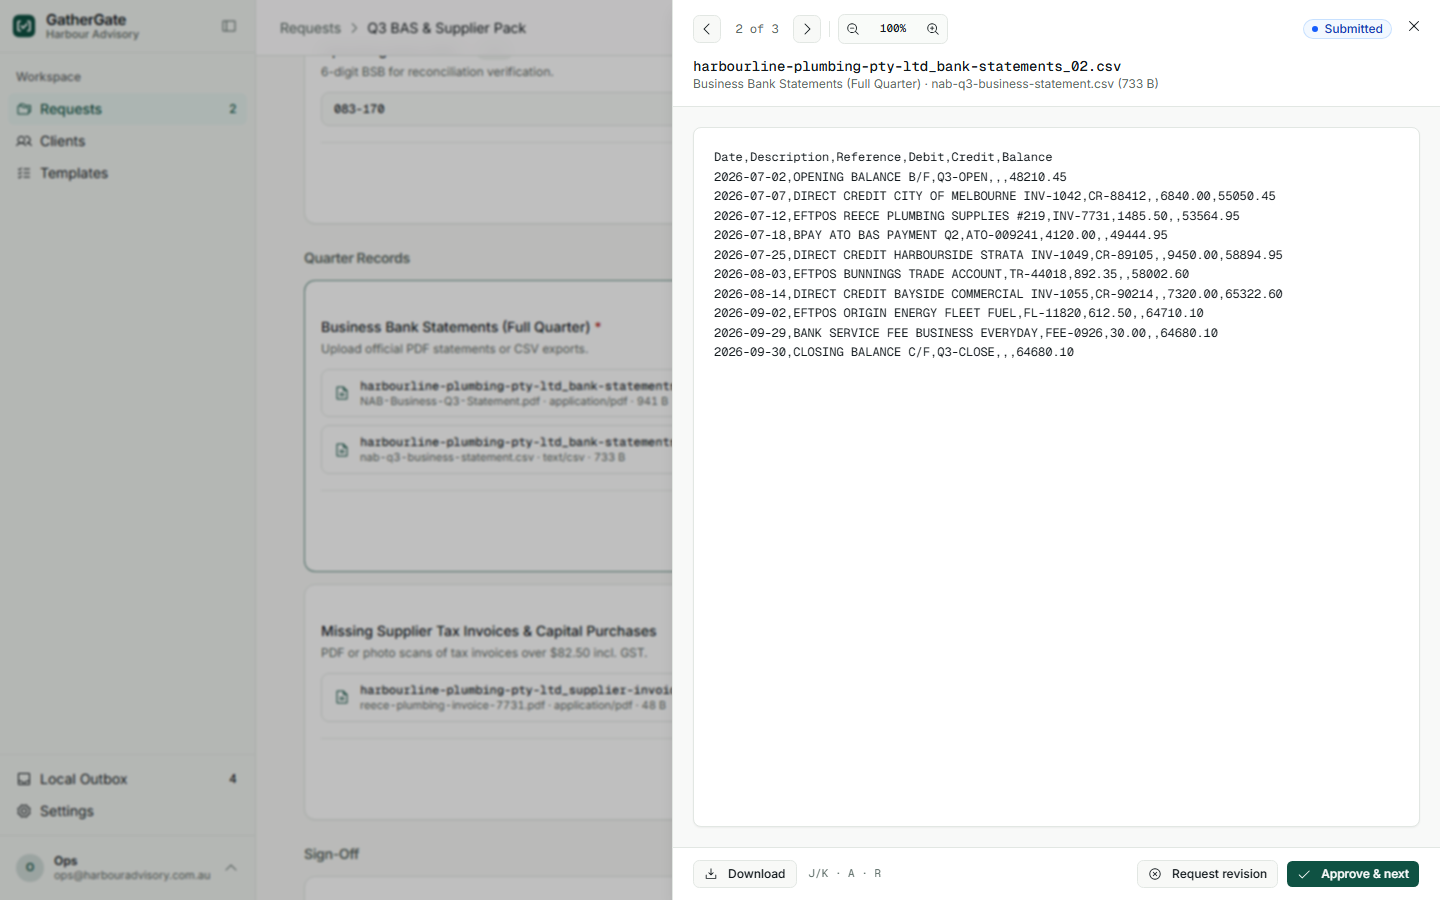 GatherGate
Harbour Advisory
Workspace
Requests 2
Clients
Templates
Local Outbox 4
Settings
O
Ops
ops@harbouradvisory.com.au
Requests > Q3 BAS & Supplier Pack
6-digit BSB for reconciliation verification.
083-170
Quarter Records
Business Bank Statements (Full Quarter) *
Upload official PDF statements or CSV exports.
harbourline-plumbing-pty-ltd_bank-statements
NAB-Business-Q3-Statement.pdf · application/pdf · 941 B
harbourline-plumbing-pty-ltd_bank-statements
nab-q3-business-statement.csv · text/csv · 733 B
Missing Supplier Tax Invoices & Capital Purchases
PDF or photo scans of tax invoices over $82.50 incl. GST.
harbourline-plumbing-pty-ltd_supplier-invoi
reece-plumbing-invoice-7731.pdf · application/pdf · 48 B
Sign-Off
2 of 3
100%
Submitted
harbourline-plumbing-pty-ltd_bank-statements_02.csv
Business Bank Statements (Full Quarter) · nab-q3-business-statement.csv (733 B)
Date,Description,Reference,Debit,Credit,Balance
2026-07-02,OPENING BALANCE B/F,Q3-OPEN,,,48210.45
2026-07-07,DIRECT CREDIT CITY OF MELBOURNE INV-1042,CR-88412,,6840.00,55050.45
2026-07-12,EFTPOS REECE PLUMBING SUPPLIES #219,INV-7731,1485.50,,53564.95
2026-07-18,BPAY ATO BAS PAYMENT Q2,ATO-009241,4120.00,,49444.95
2026-07-25,DIRECT CREDIT HARBOURSIDE STRATA INV-1049,CR-89105,,9450.00,58894.95
2026-08-03,EFTPOS BUNNINGS TRADE ACCOUNT,TR-44018,892.35,,58002.60
2026-08-14,DIRECT CREDIT BAYSIDE COMMERCIAL INV-1055,CR-90214,,7320.00,65322.60
2026-09-02,EFTPOS ORIGIN ENERGY FLEET FUEL,FL-11820,612.50,,64710.10
2026-09-29,BANK SERVICE FEE BUSINESS EVERYDAY,FEE-0926,30.00,,64680.10
2026-09-30,CLOSING BALANCE C/F,Q3-CLOSE,,,64680.10
Download
J/K · A · R
Request revision
Approve & next